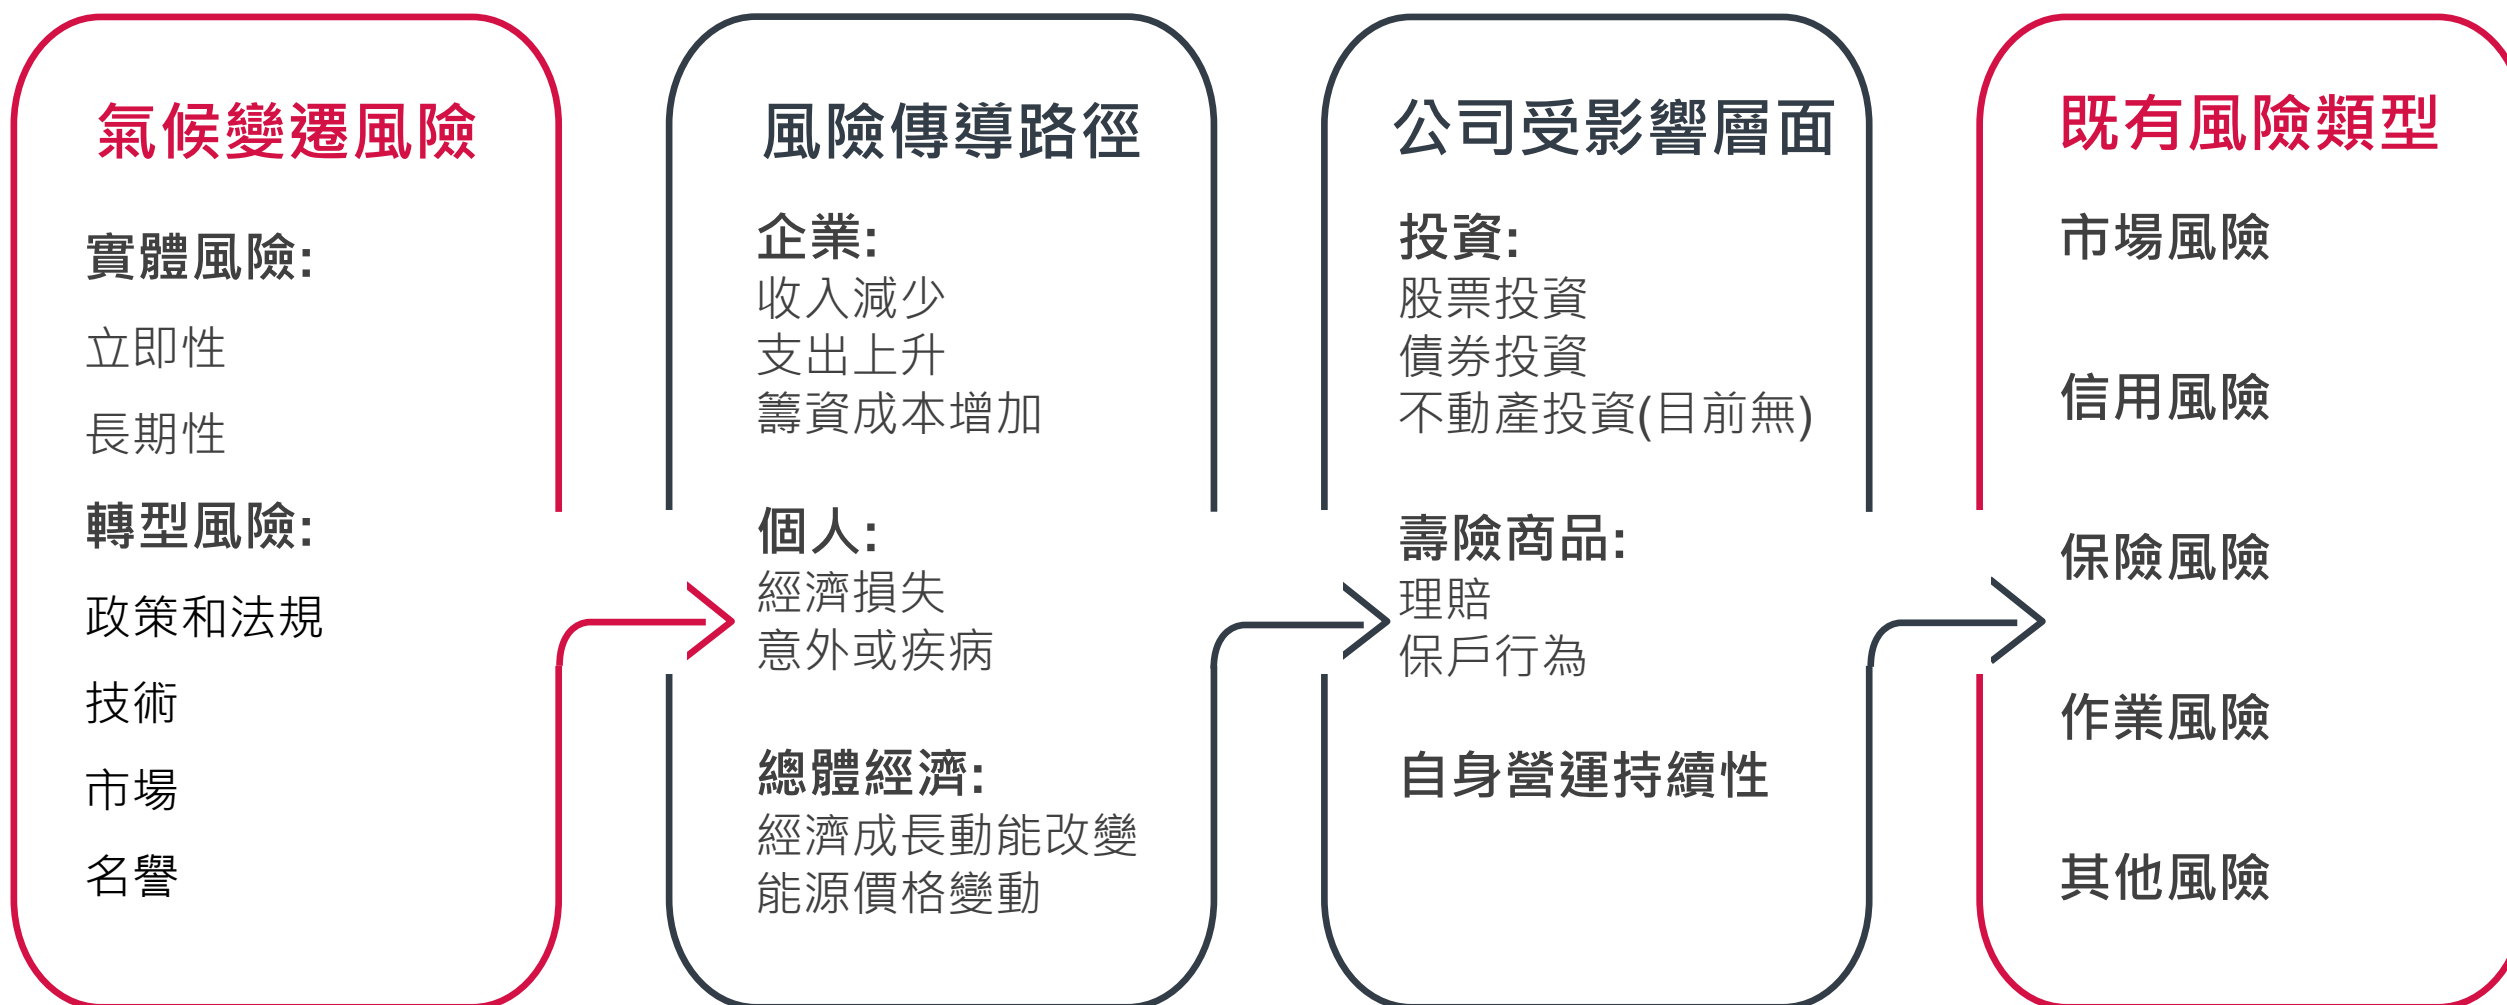 氣候變遷風險
實體風險:
立即性
長期性
轉型風險:
政策和法規
技術
市場
名譽
風險傳導路徑
企業:
收入減少
支出上升
籌資成本增加
個人:
經濟損失
意外或疾病
總體經濟:
經濟成長動能改變
能源價格變動
公司受影響層面
投資:
股票投資
債券投資
不動產投資(目前無)
壽險商品:
理賠
保戶行為
自身營運持續性
既有風險類型
市場風險
信用風險
保險風險
作業風險
其他風險